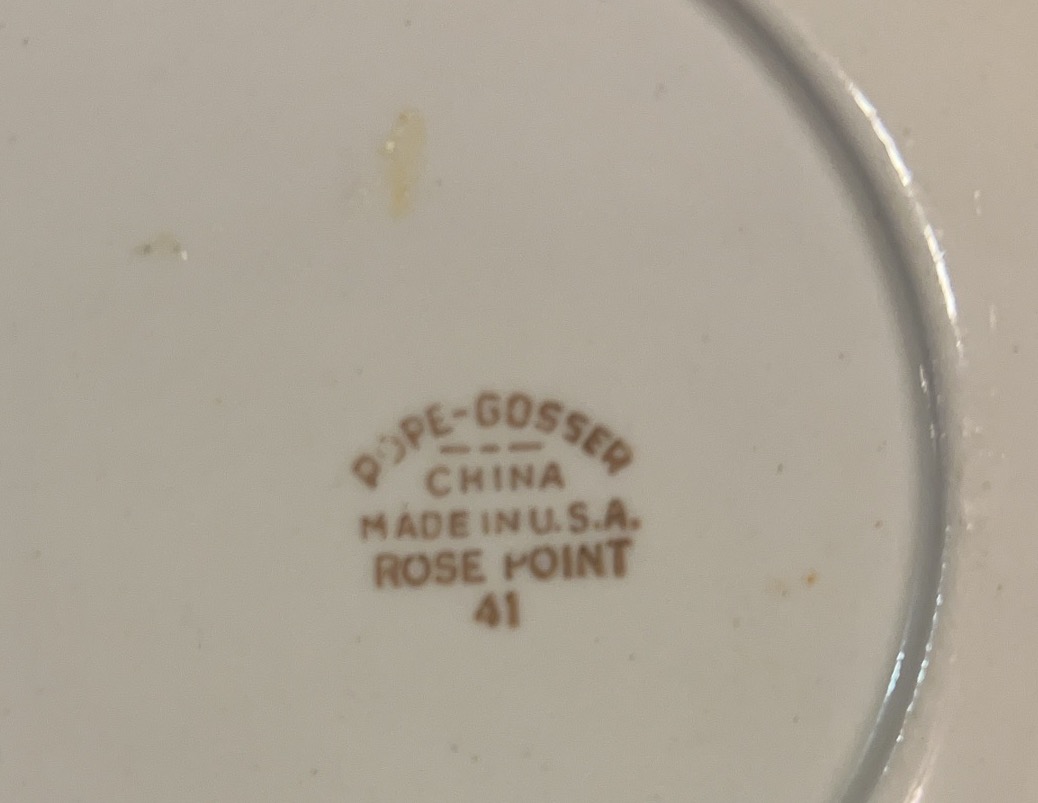 POPE-GOSSER
CHINA
MADE IN U.S.A.
ROSE POINT
41